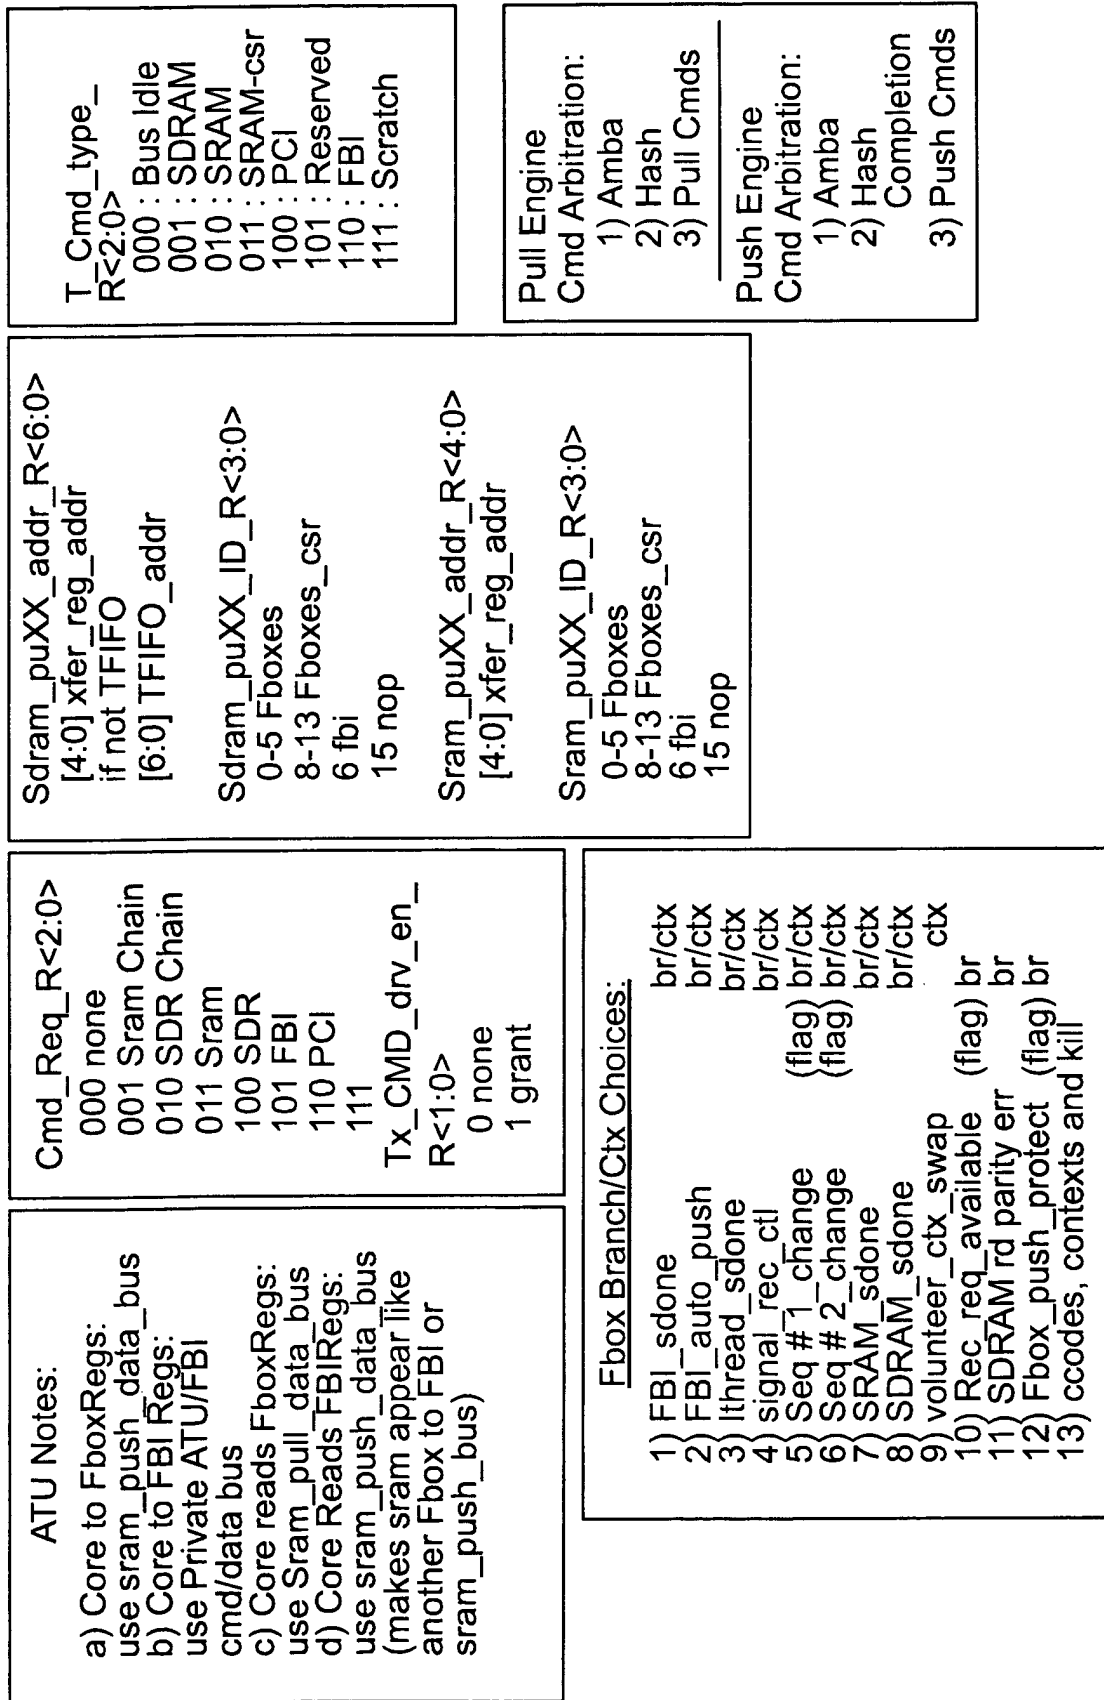 ATU Notes:
a) Core to FboxRegs:
use sram_push_data_bus
b) Core to FBI Regs:
use Private ATU/FBI
cmd/data bus
c) Core reads FboxRegs:
use Sram_pull_data_bus
d) Core Reads FBIRegs:
use sram_push_data_bus
(makes sram appear like
another Fbox to FBI or
sram_push_bus)
Cmd_Req_R<2:0>
000 none
001 Sram Chain
010 SDR Chain
011 Sram
100 SDR
101 FBI
110 PCI
111
Tx_CMD_drv_en_
R<1:0>
0 none
1 grant
Sdram_puXX_addr_R<6:0>
[4:0] xfer_reg_addr
if not TFIFO
[6:0] TFIFO_addr
Sdram_puXX_ID_R<3:0>
0-5 Fboxes
8-13 Fboxes_csr
6 fbi
15 nop
Sram_puXX_addr_R<4:0>
[4:0] xfer_reg_addr
Sram_puXX_ID_R<3:0>
0-5 Fboxes
8-13 Fboxes_csr
6 fbi
15 nop
T_Cmd_type_
R<2:0>
000 : Bus Idle
001 : SDRAM
010 : SRAM
011 : SRAM-csr
100 : PCI
101 : Reserved
110 : FBI
111 : Scratch
Fbox Branch/Ctx Choices:
1) FBI_sdone br/ctx
2) FBI_auto_push br/ctx
3) Ithread_sdone br/ctx
4) signal_rec_ctl br/ctx
5) Seq # 1_change (flag) br/ctx
6) Seq # 2_change (flag) br/ctx
7) SRAM_sdone br/ctx
8) SDRAM_sdone br/ctx
9) volunteer_ctx_swap ctx
10) Rec_req_available (flag) br
11) SDRAM rd parity err br
12) Fbox_push_protect (flag) br
13) ccodes, contexts and kill
Pull Engine
Cmd Arbitration:
1) Amba
2) Hash
3) Pull Cmds
Push Engine
Cmd Arbitration:
1) Amba
2) Hash
Completion
3) Push Cmds